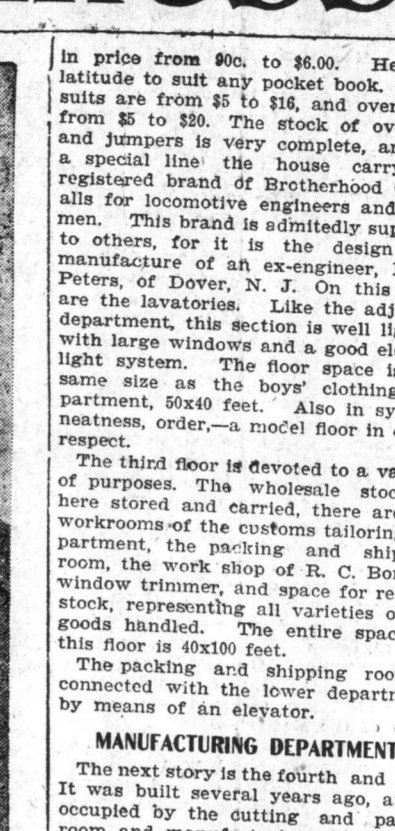 in price from 90c. to $6.00. He
latitude to suit any pocket book.
suits are from $5 to $16, and over
from $5 to $20. The stock of ov
and jumpers is very complete, an
a special line the house carry
registered brand of Brotherhood
alls for locomotive engineers and
men. This brand is admitedly sup
to others, for it is the design
manufacture of an ex-engineer,
Peters, of Dover, N. J. On this
are the lavatories. Like the adj
department, this section is well lig
with large windows and a good ele
light system. The floor space is
same size as the boys' clothing
partment, 50x40 feet. Also in sy
neatness, order,—a model floor in
respect.
The third floor is devoted to a va
of purposes. The wholesale stoc
here stored and carried, there are
workrooms of the customs tailoring
partment, the packing and ship
room, the work shop of R. C. Bo
window trimmer, and space for re
stock, representing all varieties o
goods handled. The entire spac
this floor is 40x100 feet.
The packing and shipping roo
connected with the lower departm
by means of an elevator.
MANUFACTURING DEPARTMENT
The next story is the fourth and
It was built several years ago, a
occupied by the cutting and pa
room and